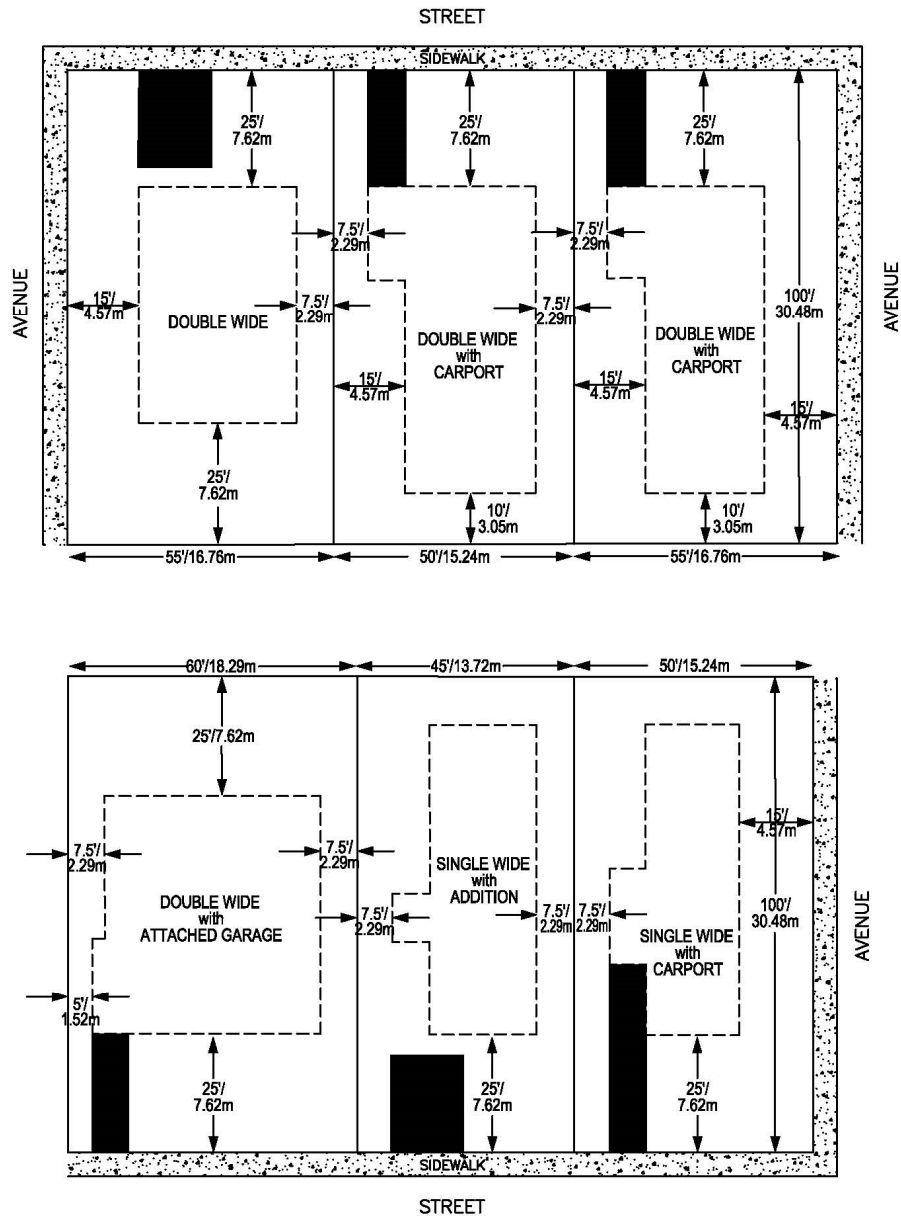 STREET
SIDEWALK
25'/
7.62m
25'/
7.62m
25'/
7.62m
7.5'/
2.29m
7.5'/
2.29m
AVENUE
15'/
4.57m
DOUBLE WIDE
7.5'/
2.29m
DOUBLE WIDE
with
CARPORT
7.5'/
2.29m
DOUBLE WIDE
with
CARPORT
100'/
30.48m
AVENUE
15'/
4.57m
15'/
4.57m
15'/
4.57m
25'/
7.62m
10'/
3.05m
10'/
3.05m
55'/16.76m
50'/15.24m
55'/16.76m
60'/18.29m
45'/13.72m
50'/15.24m
25'/7.62m
15'/
4.57m
7.5'/
2.29m
7.5'/
2.29m
DOUBLE WIDE
with
ATTACHED GARAGE
SINGLE WIDE
with
ADDITION
7.5'/
2.29m
7.5'/
2.29m
7.5'/
2.29m
SINGLE WIDE
with
CARPORT
100'/
30.48m
AVENUE
5'/
1.52m
25'/
7.62m
25'/
7.62m
25'/
7.62m
SIDEWALK
STREET